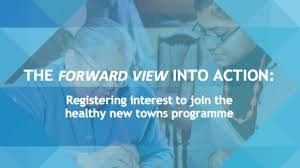 THE FORWARD VIEW INTO ACTION:
Registering interest to join the
healthy new towns programme